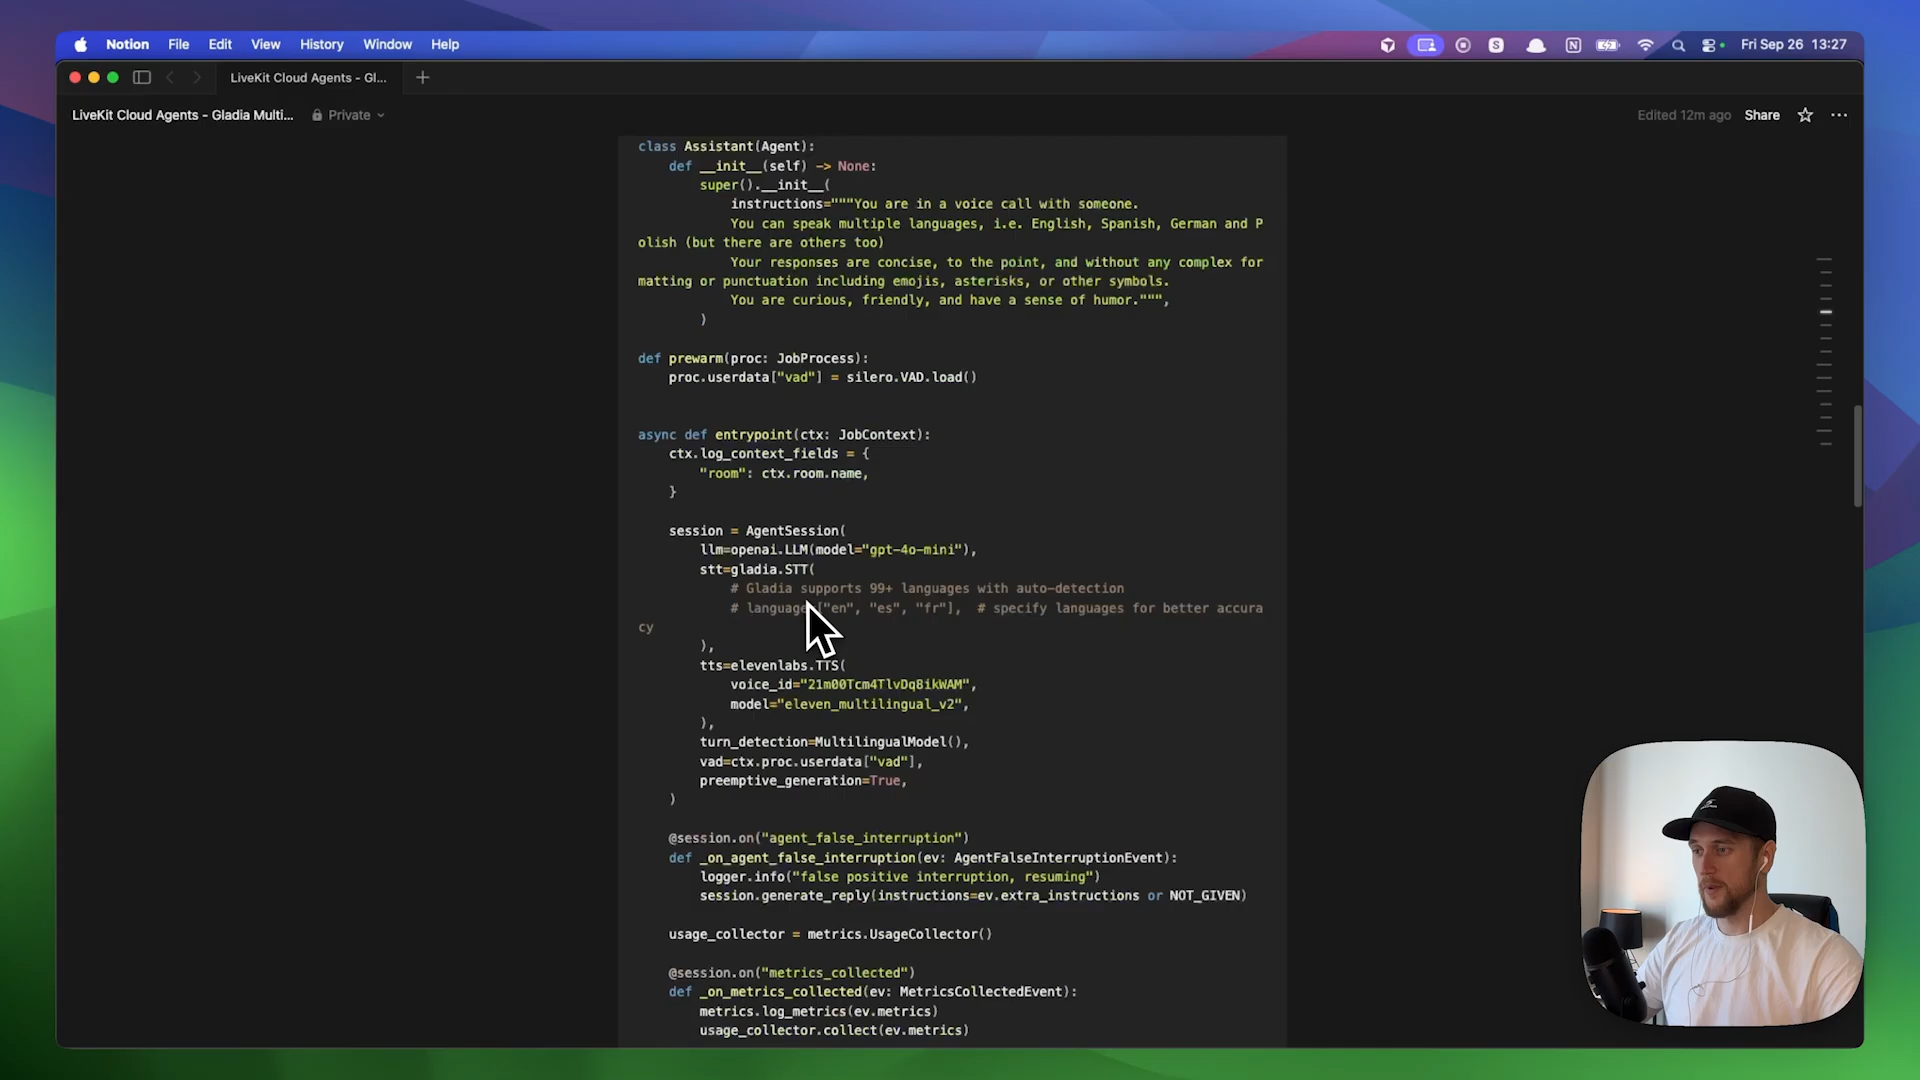 Notion File Edit View History Window Help
Fri Sep 26 13:27
LiveKit Cloud Agents - Gl...
LiveKit Cloud Agents - Gladia Multi... Private
Edited 12m ago Share
class Assistant(Agent):
def __init__(self) -> None:
super().__init__(
instructions="""You are in a voice call with someone.
You can speak multiple languages, i.e. English, Spanish, German and P
olish (but there are others too)
Your responses are concise, to the point, and without any complex for
matting or punctuation including emojis, asterisks, or other symbols.
You are curious, friendly, and have a sense of humor.""",
)
def prewarm(proc: JobProcess):
proc.userdata["vad"] = silero.VAD.load()
async def entrypoint(ctx: JobContext):
ctx.log_context_fields = {
"room": ctx.room.name,
}
session = AgentSession(
llm=openai.LLM(model="gpt-4o-mini"),
stt=gladia.STT(
# Gladia supports 99+ languages with auto-detection
# language ["en", "es", "fr"], # specify languages for better accura
cy
),
tts=elevenlabs.TTS(
voice_id="21m00Tcm4TlvDq8ikWAM",
model="eleven_multilingual_v2",
),
turn_detection=MultilingualModel(),
vad=ctx.proc.userdata["vad"],
preemptive_generation=True,
)
@session.on("agent_false_interruption")
def _on_agent_false_interruption(ev: AgentFalseInterruptionEvent):
logger.info("false positive interruption, resuming")
session.generate_reply(instructions=ev.extra_instructions or NOT_GIVEN)
usage_collector = metrics.UsageCollector()
@session.on("metrics_collected")
def _on_metrics_collected(ev: MetricsCollectedEvent):
metrics.log_metrics(ev.metrics)
usage_collector.collect(ev.metrics)